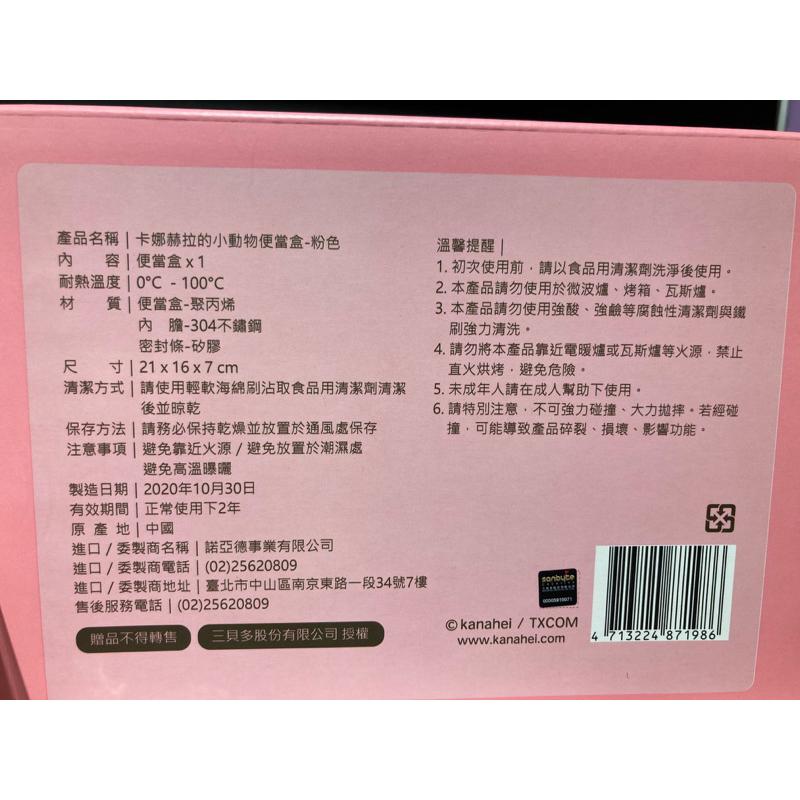 產品名稱 | 卡娜赫拉的小動物便當盒-粉色
內　　容 | 便當盒 x 1
耐熱溫度 | 0°C - 100°C
材　　質 | 便當盒-聚丙烯
內　膽-304不鏽鋼
密封條-矽膠
尺　　寸 | 21 x 16 x 7 cm
清潔方式 | 請使用輕軟海綿刷沾取食品用清潔劑清潔
後並晾乾
保存方法 | 請務必保持乾燥並放置於通風處保存
注意事項 | 避免靠近火源 / 避免放置於潮濕處
避免高溫曝曬
製造日期 | 2020年10月30日
有效期間 | 正常使用下2年
原 產 地 | 中國
進口 / 委製商名稱 | 諾亞德事業有限公司
進口 / 委製商電話 | (02)25620809
進口 / 委製商地址 | 臺北市中山區南京東路一段34號7樓
售後服務電話 | (02)25620809
贈品不得轉售
三貝多股份有限公司 授權
溫馨提醒 |
1. 初次使用前，請以食品用清潔劑洗淨後使用。
2. 本產品請勿使用於微波爐、烤箱、瓦斯爐。
3. 本產品請勿使用強酸、強鹼等腐蝕性清潔劑與鐵
刷強力清洗。
4. 請勿將本產品靠近電暖爐或瓦斯爐等火源，禁止
直火烘烤，避免危險。
5. 未成年人請在成人幫助下使用。
6. 請特別注意，不可強力碰撞、大力拋摔。若經碰
撞，可能導致產品碎裂、損壞、影響功能。
sanbyte
00005910071
© kanahei / TXCOM
www.kanahei.com
4 713224 871986